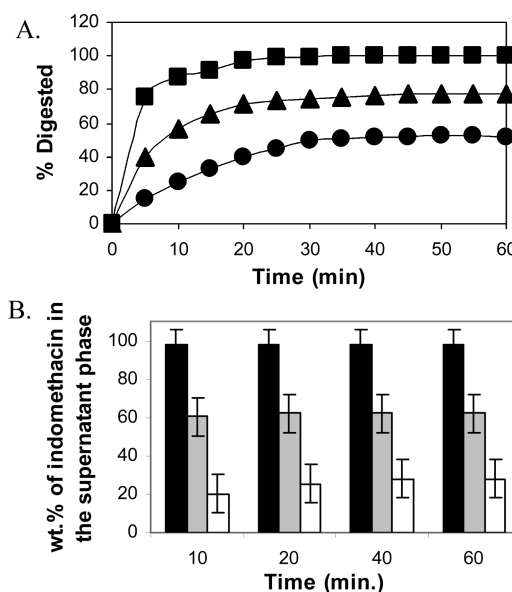 A.
120
100
80
60
40
20
0
% Digested
0 10 20 30 40 50 60
Time (min)
B.
100
80
60
40
20
0
wt.% of indomethacin in
the supernatant phase
10 20 40 60
Time (min.)